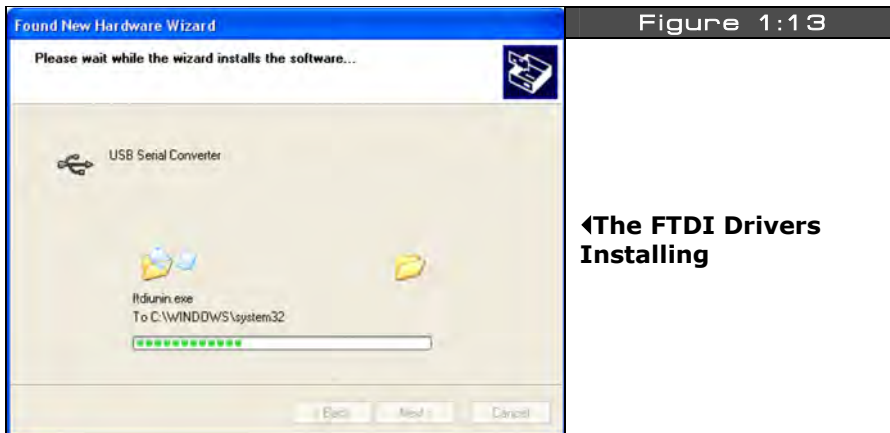 Found New Hardware Wizard
Figure 1:13
Please wait while the wizard installs the software...
USB Serial Converter
The FTDI Drivers
Installing
ftdiunin.exe
To C:\WINDOWS\system32
< Back
Next >
Cancel